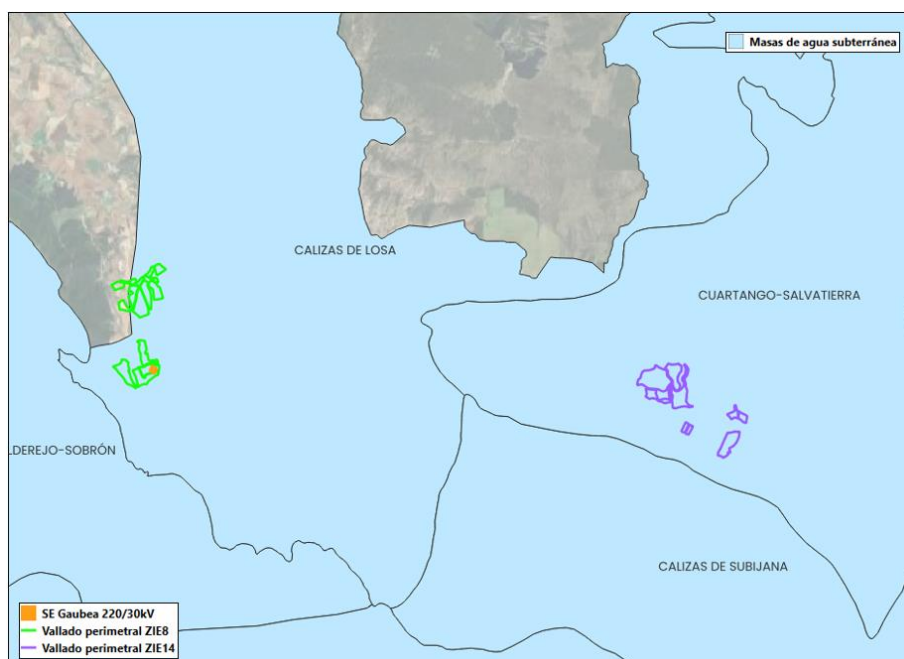 Masas de agua subterránea
CALIZAS DE LOSA
CUARTANGO-SALVATIERRA
LDEREJO-SOBRÓN
CALIZAS DE SUBIJANA
SE Gaubea 220/30kV
Vallado perimetral ZIE8
Vallado perimetral ZIE14